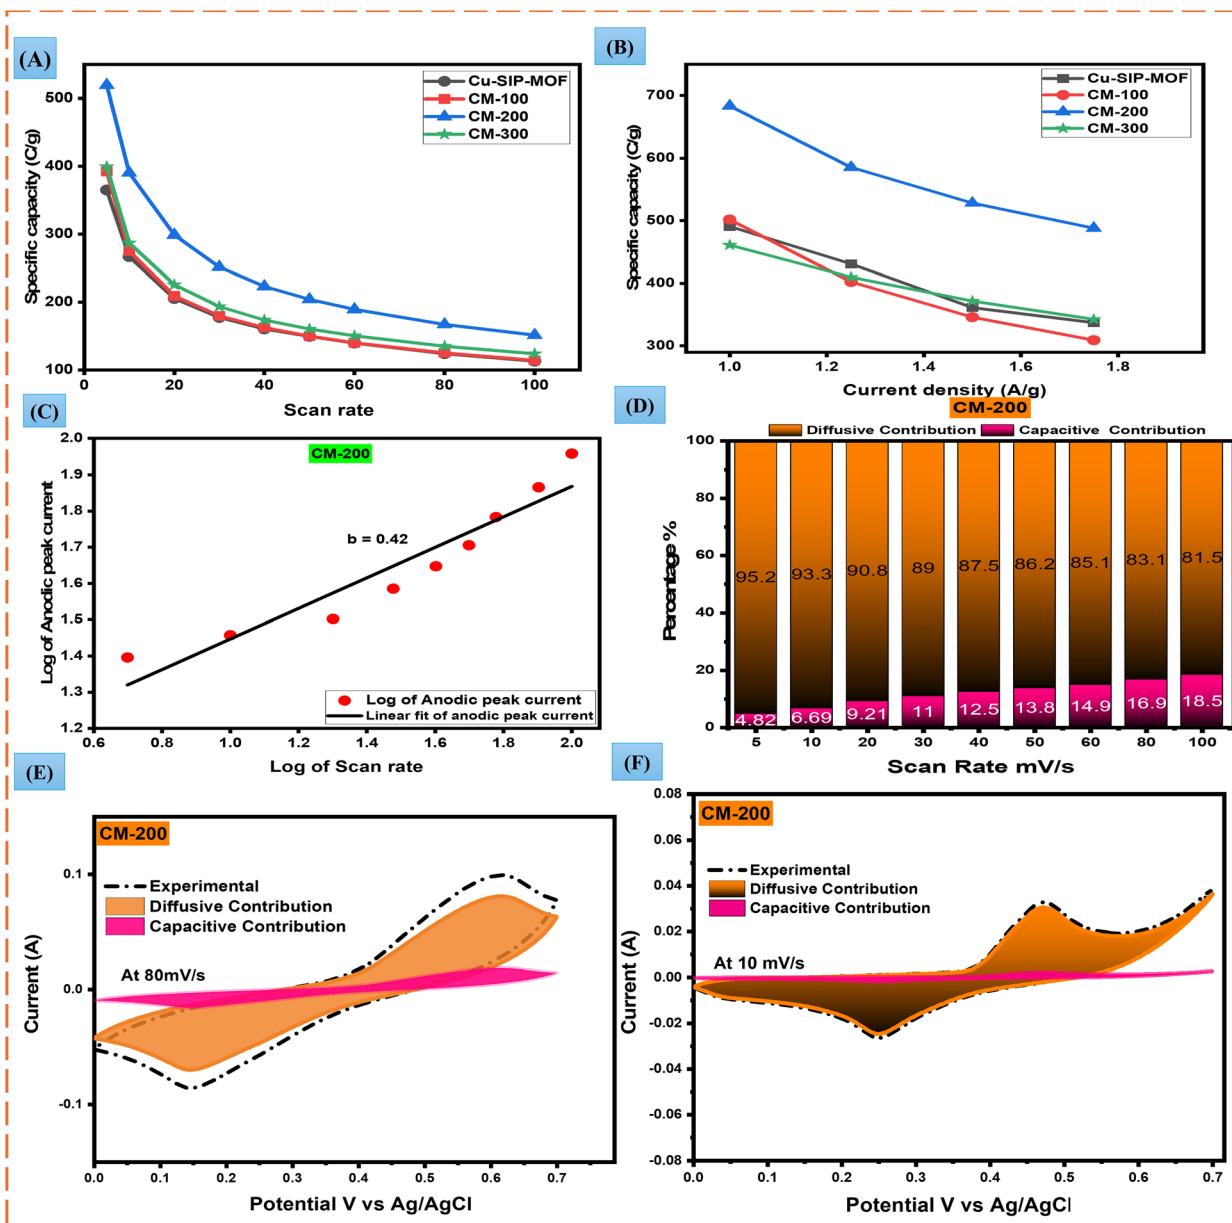 (A)
Cu-SIP-MOF
CM-100
CM-200
CM-300
Specific capacity (C/g)
500
400
300
200
100
0 20 40 60 80 100
Scan rate
(B)
Cu-SIP-MOF
CM-100
CM-200
CM-300
Specific capacity (C/g)
700
600
500
400
300
1.0 1.2 1.4 1.6 1.8
Current density (A/g)
(C)
CM-200
b = 0.42
Log of Anodic peak current
Linear fit of anodic peak current
Log of Anodic peak current
2.0
1.9
1.8
1.7
1.6
1.5
1.4
1.3
1.2
0.6 0.8 1.0 1.2 1.4 1.6 1.8 2.0
Log of Scan rate
(D)
CM-200
Diffusive Contribution Capacitive Contribution
Percentage %
100
80
60
40
20
0
95.2 93.3 90.8 89 87.5 86.2 85.1 83.1 81.5
4.82 6.69 9.21 11 12.5 13.8 14.9 16.9 18.5
5 10 20 30 40 50 60 80 100
Scan Rate mV/s
(E)
CM-200
Experimental
Diffusive Contribution
Capacitive Contribution
At 80mV/s
Current (A)
0.1
0.0
-0.1
0.0 0.1 0.2 0.3 0.4 0.5 0.6 0.7
Potential V vs Ag/AgCl
(F)
CM-200
Experimental
Diffusive Contribution
Capacitive Contribution
At 10 mV/s
Current (A)
0.08
0.06
0.04
0.02
0.00
-0.02
-0.04
-0.06
-0.08
0.0 0.1 0.2 0.3 0.4 0.5 0.6 0.7
Potential V vs Ag/AgCl